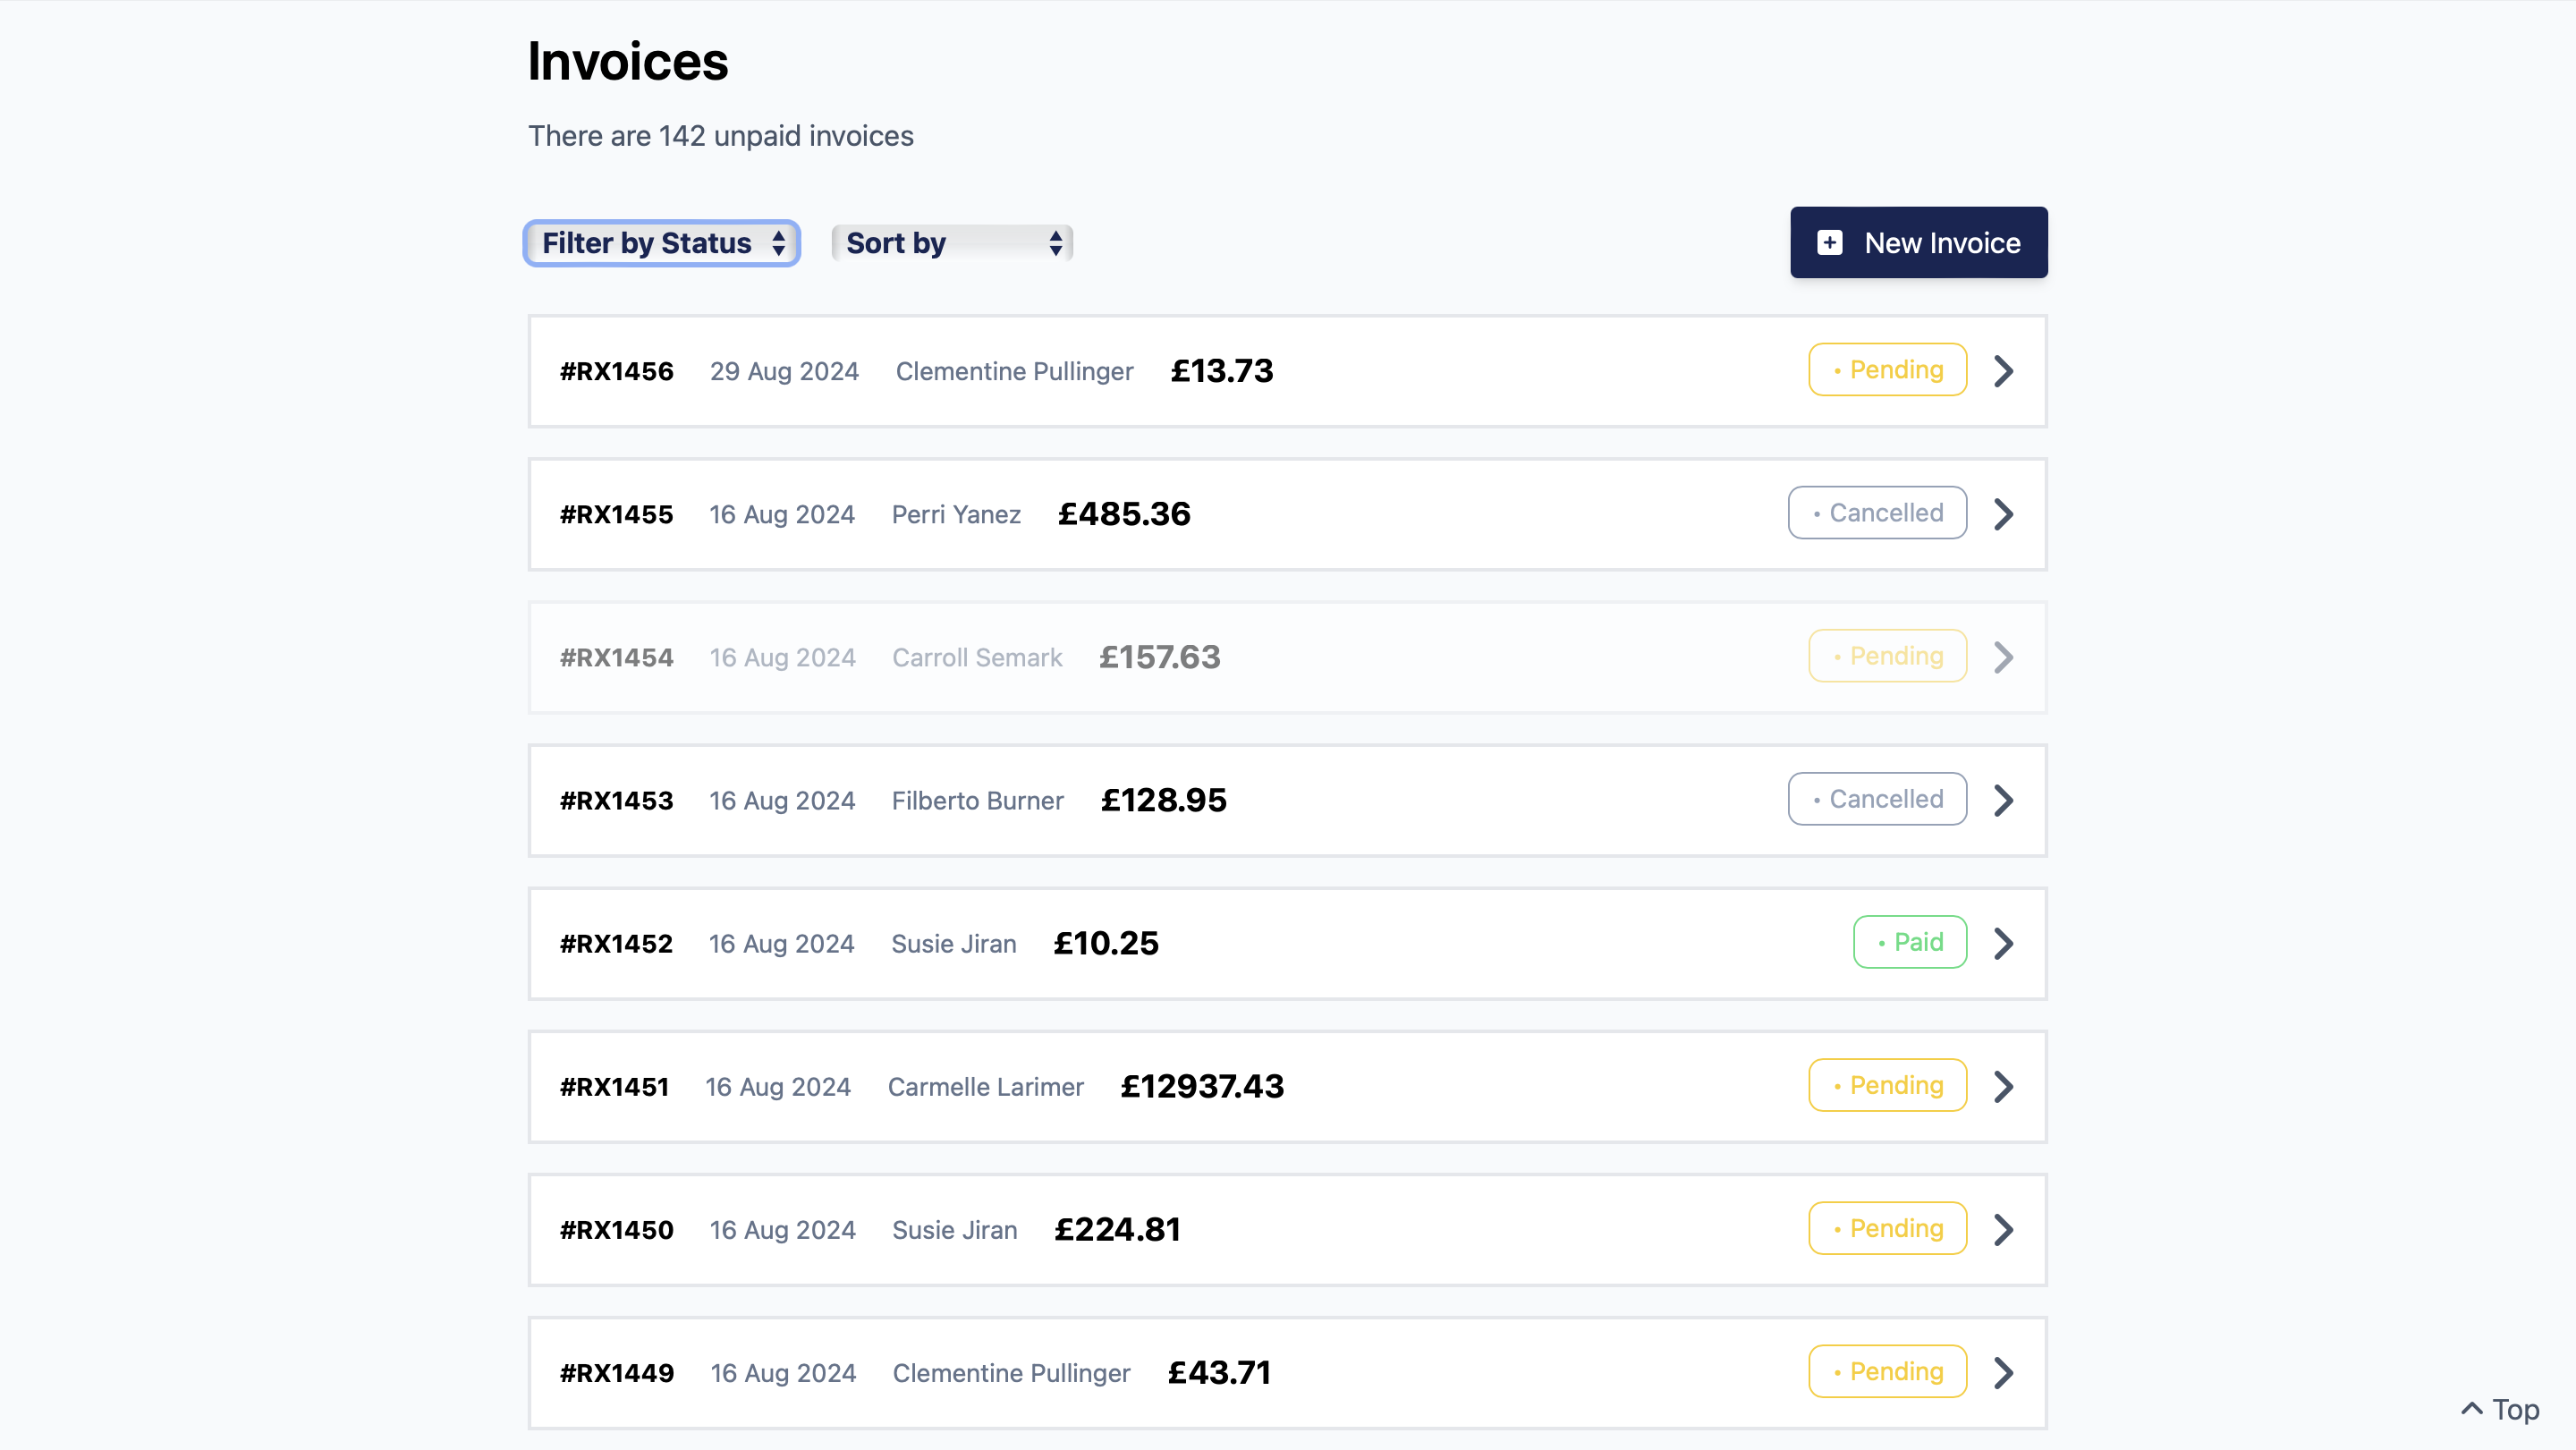 Invoices
There are 142 unpaid invoices
Filter by Status Sort by New Invoice
#RX1456 29 Aug 2024 Clementine Pullinger £13.73 • Pending
#RX1455 16 Aug 2024 Perri Yanez £485.36 • Cancelled
#RX1454 16 Aug 2024 Carroll Semark £157.63 • Pending
#RX1453 16 Aug 2024 Filberto Burner £128.95 • Cancelled
#RX1452 16 Aug 2024 Susie Jiran £10.25 • Paid
#RX1451 16 Aug 2024 Carmelle Larimer £12937.43 • Pending
#RX1450 16 Aug 2024 Susie Jiran £224.81 • Pending
#RX1449 16 Aug 2024 Clementine Pullinger £43.71 • Pending
Top